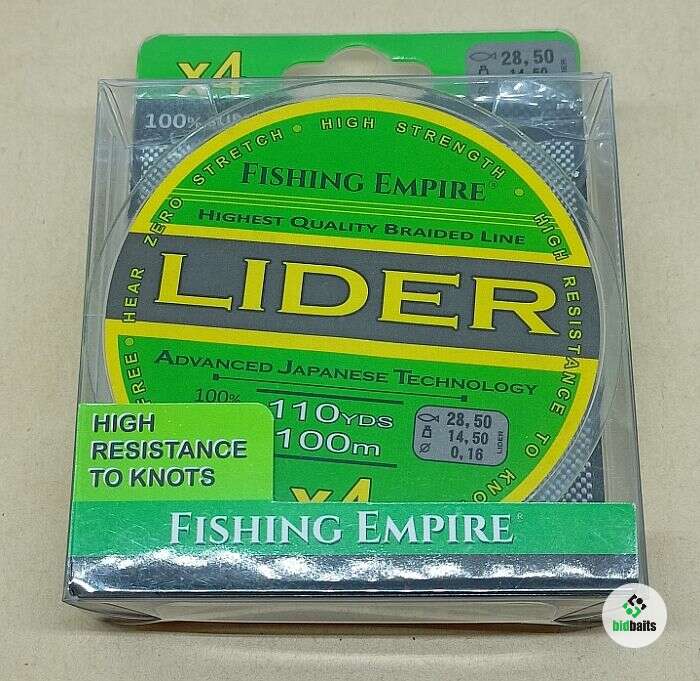 x4
28,50
14,50
LIDER
100% SUP
ZERO STRETCH • HIGH STRENGTH • HIGH RESISTANCE TO KNO
FREE • HEAR
FISHING EMPIRE®
HIGHEST QUALITY BRAIDED LINE
LIDER
ADVANCED JAPANESE TECHNOLOGY
100%
110YDS
100m
28,50
14,50
0,16
LIDER
x4
HIGH
RESISTANCE
TO KNOTS
FISHING EMPIRE®
bidbaits